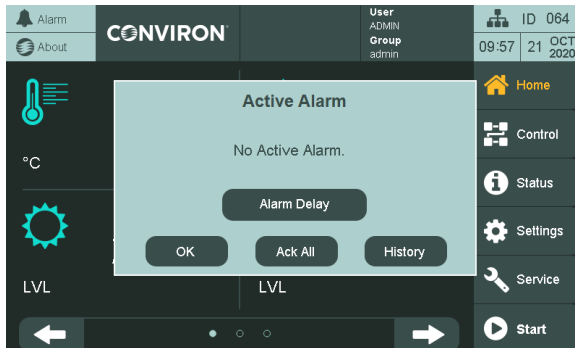 Alarm
About
CONVIRON
User
ADMIN
Group
admin
ID 064
09:57
21 OCT 2020
Active Alarm
No Active Alarm.
Alarm Delay
OK
Ack All
History
°C
LVL
LVL
Home
Control
Status
Settings
Service
Start